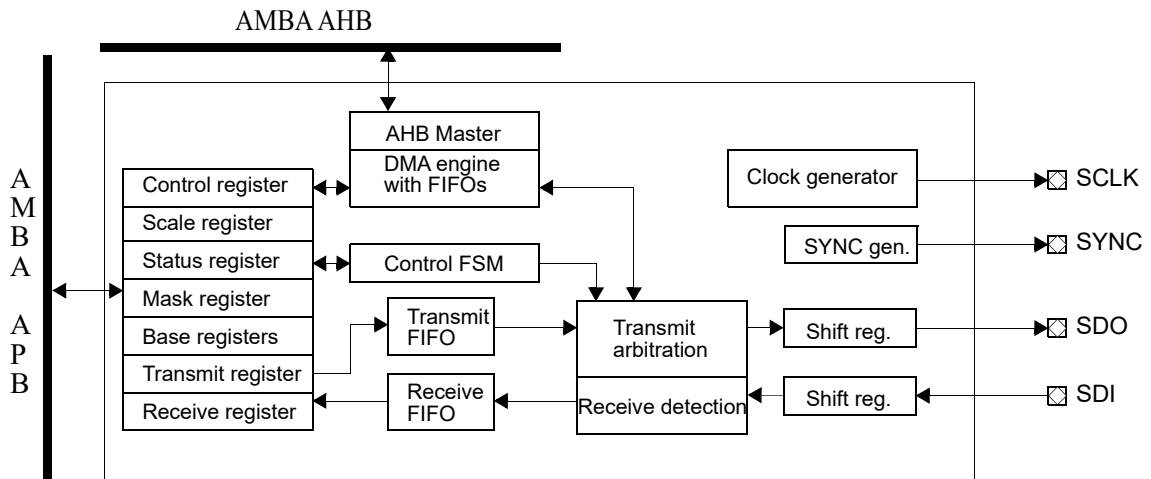 AMBA AHB
AMBA APB
AHB Master
DMA engine
with FIFOs
Control register
Scale register
Status register
Mask register
Base registers
Transmit register
Receive register
Control FSM
Transmit
FIFO
Receive
FIFO
Transmit
arbitration
Receive detection
Clock generator
SYNC gen.
Shift reg.
Shift reg.
SCLK
SYNC
SDO
SDI